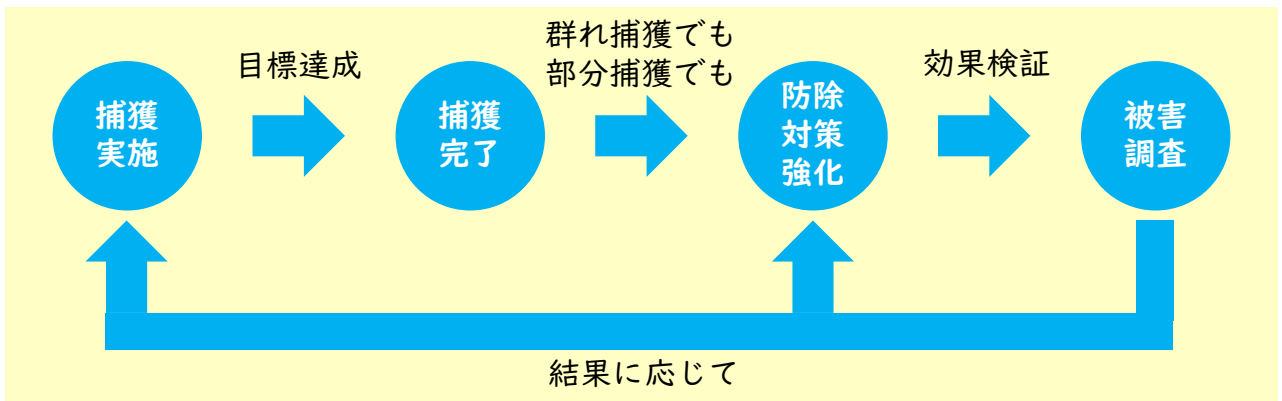 捕獲
実施
目標達成
捕獲
完了
群れ捕獲でも
部分捕獲でも
防除
対策
強化
効果検証
被害
調査
結果に応じて